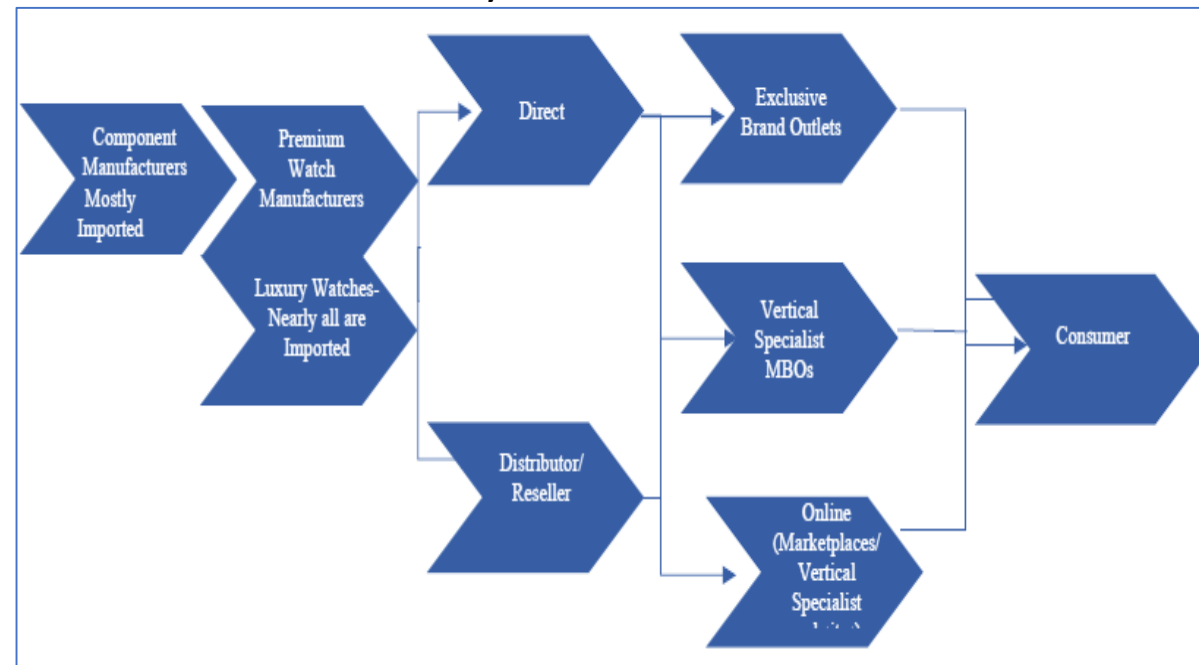 Component
Manufacturers
Mostly
Imported
Premium
Watch
Manufacturers
Luxury Watches-
Nearly all are
Imported
Direct
Distributor/
Reseller
Exclusive
Brand Outlets
Vertical
Specialist
MBOs
Online
(Marketplaces/
Vertical
Specialist
Consumer